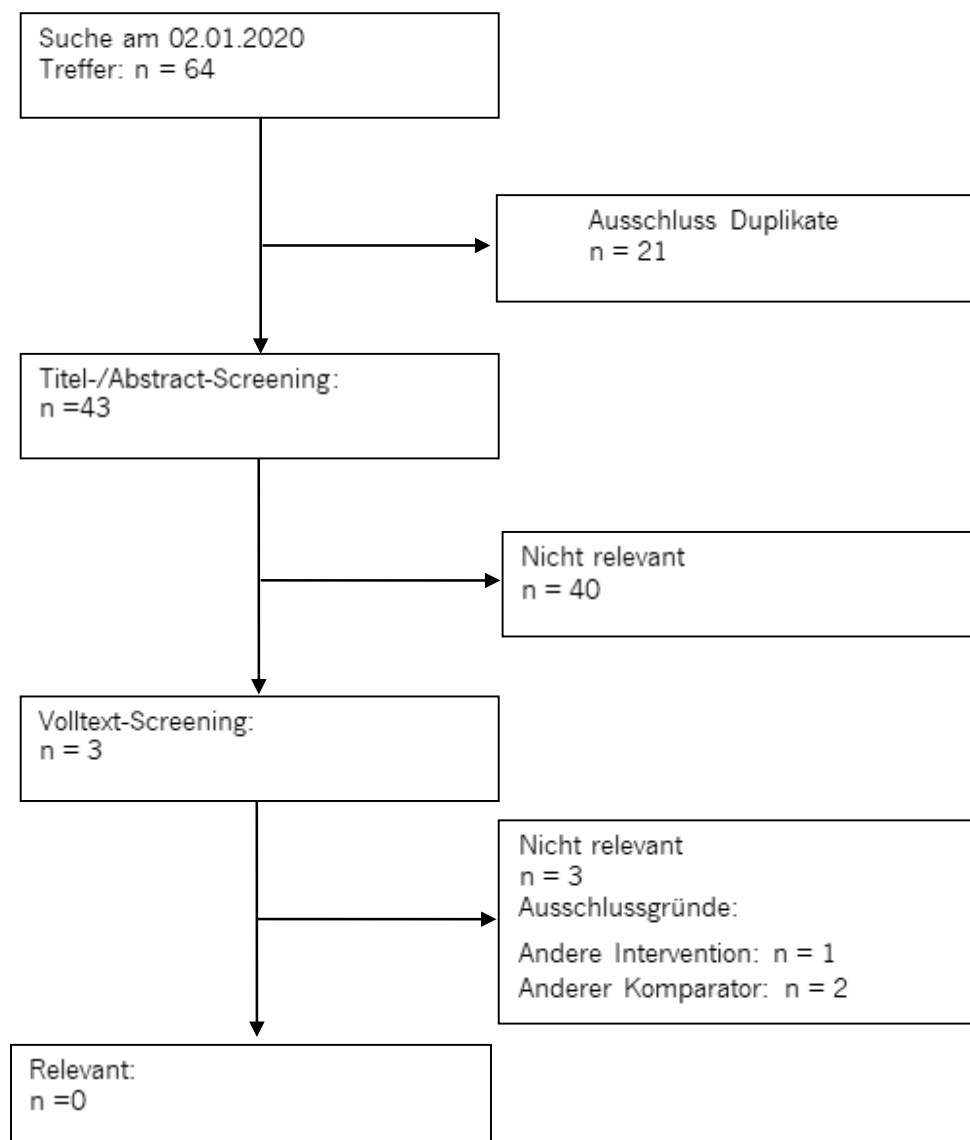 Suche am 02.01.2020
Treffer: n = 64
Ausschluss Duplikate
n = 21
Titel-/Abstract-Screening:
n =43
Nicht relevant
n = 40
Volltext-Screening:
n = 3
Nicht relevant
n = 3
Ausschlussgründe:
Andere Intervention: n = 1
Anderer Komparator: n = 2
Relevant:
n =0